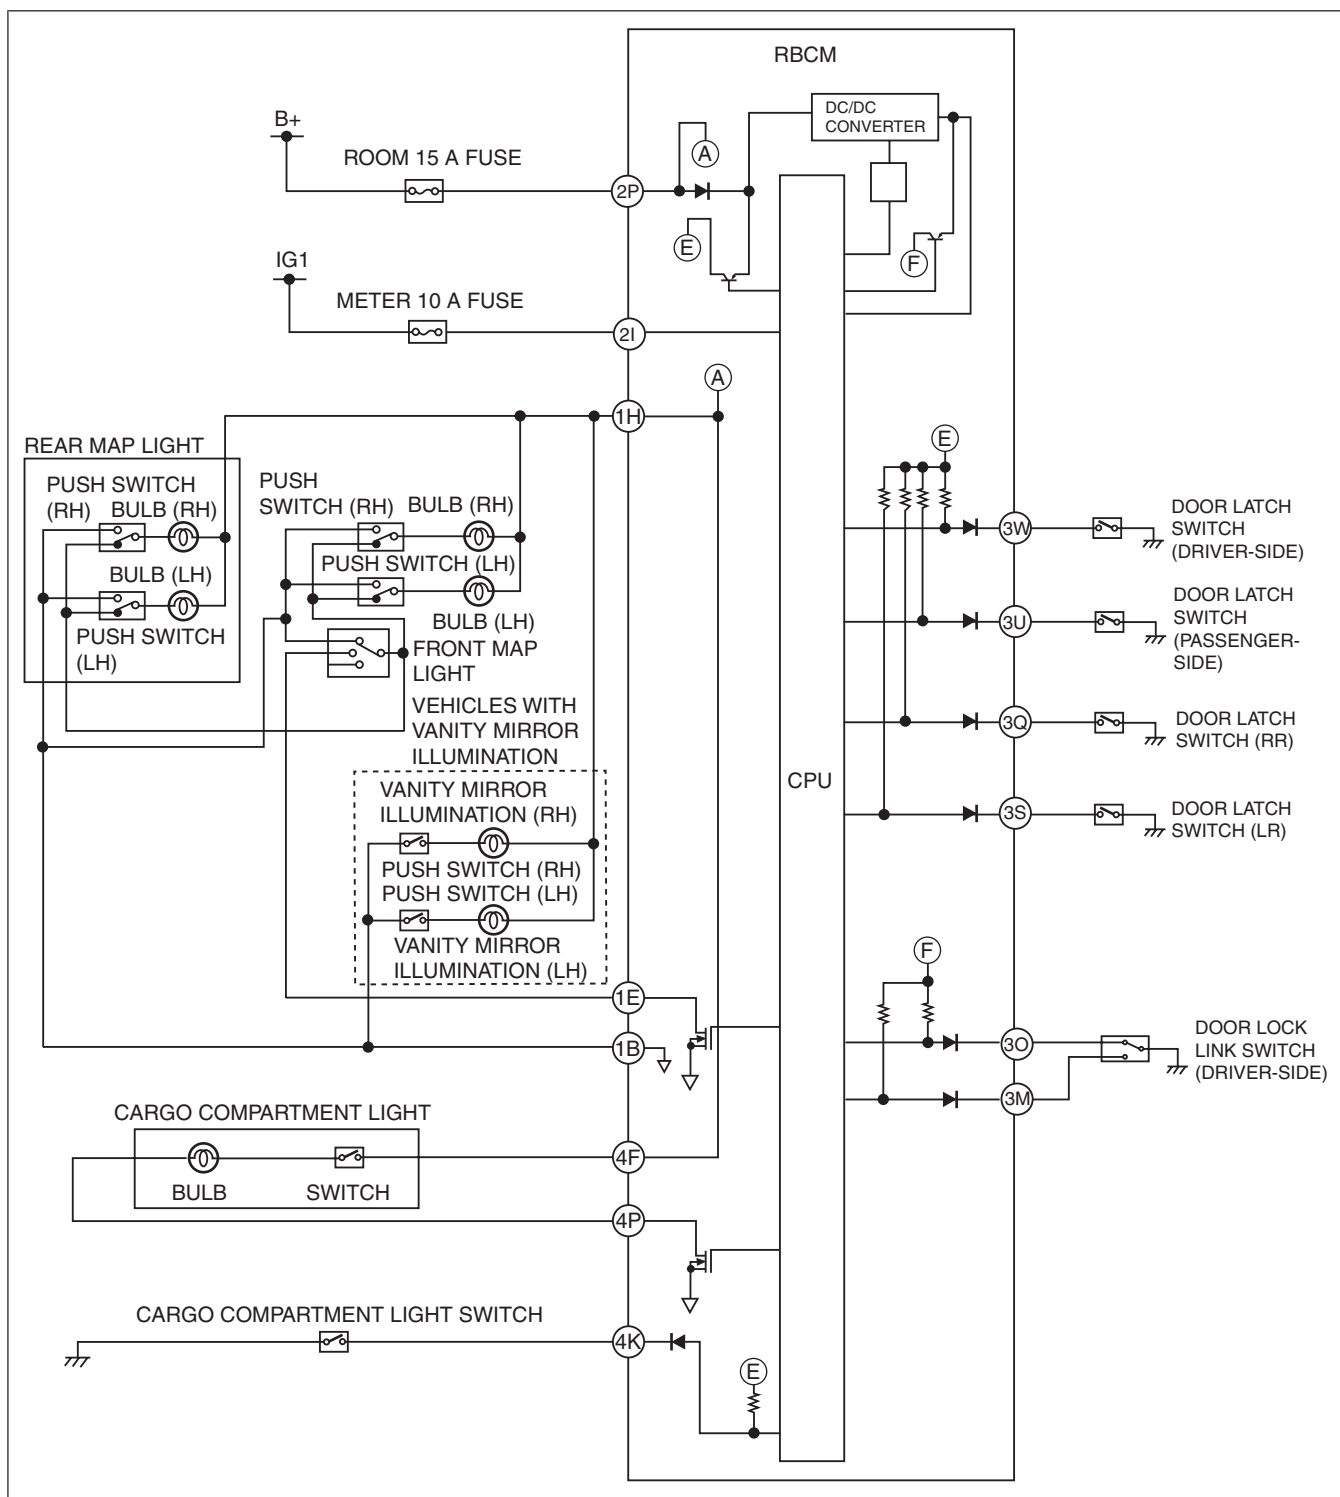 RBCM
DC/DC
CONVERTER
B+
A
ROOM 15 A FUSE
2P
E
F
IG1
METER 10 A FUSE
2I
A
1H
REAR MAP LIGHT
PUSH SWITCH
(RH)
BULB (RH)
BULB (LH)
PUSH SWITCH
(LH)
PUSH
SWITCH (RH)
BULB (RH)
PUSH SWITCH (LH)
BULB (LH)
FRONT MAP
LIGHT
VEHICLES WITH
VANITY MIRROR
ILLUMINATION
VANITY MIRROR
ILLUMINATION (RH)
PUSH SWITCH (RH)
PUSH SWITCH (LH)
VANITY MIRROR
ILLUMINATION (LH)
CPU
E
3W
DOOR LATCH
SWITCH
(DRIVER-SIDE)
3U
DOOR LATCH
SWITCH
(PASSENGER-
SIDE)
3Q
DOOR LATCH
SWITCH (RR)
3S
DOOR LATCH
SWITCH (LR)
F
1E
1B
3O
3M
DOOR LOCK
LINK SWITCH
(DRIVER-SIDE)
CARGO COMPARTMENT LIGHT
BULB
SWITCH
4F
4P
CARGO COMPARTMENT LIGHT SWITCH
4K
E